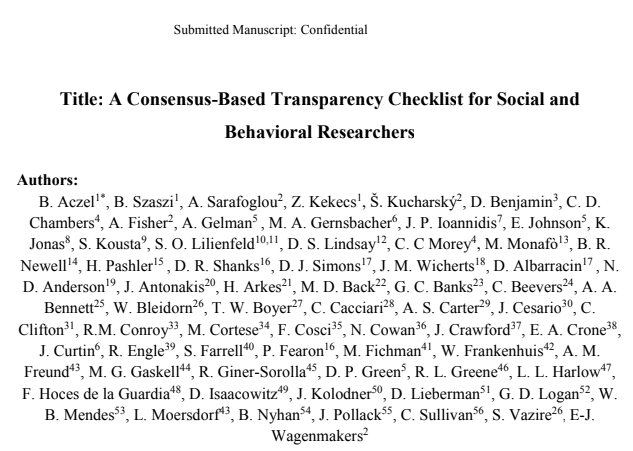 Submitted Manuscript: Confidential
Title: A Consensus-Based Transparency Checklist for Social and
Behavioral Researchers
Authors:
B. Aczel1*, B. Szaszi1, A. Sarafoglou2, Z. Kekecs1, Š. Kucharský2, D. Benjamin3, C. D.
Chambers4, A. Fisher2, A. Gelman5 , M. A. Gernsbacher6, J. P. Ioannidis7, E. Johnson5, K.
Jonas8, S. Kousta9, S. O. Lilienfeld10,11, D. S. Lindsay12, C. C Morey4, M. Monafò13, B. R.
Newell14, H. Pashler15 , D. R. Shanks16, D. J. Simons17, J. M. Wicherts18, D. Albarracin17 , N.
D. Anderson19, J. Antonakis20, H. Arkes21, M. D. Back22, G. C. Banks23, C. Beevers24, A. A.
Bennett25, W. Bleidorn26, T. W. Boyer27, C. Cacciari28, A. S. Carter29, J. Cesario30, C.
Clifton31, R.M. Conroy33, M. Cortese34, F. Cosci35, N. Cowan36, J. Crawford37, E. A. Crone38,
J. Curtin6, R. Engle39, S. Farrell40, P. Fearon16, M. Fichman41, W. Frankenhuis42, A. M.
Freund43, M. G. Gaskell44, R. Giner-Sorolla45, D. P. Green5, R. L. Greene46, L. L. Harlow47,
F. Hoces de la Guardia48, D. Isaacowitz49, J. Kolodner50, D. Lieberman51, G. D. Logan52, W.
B. Mendes53, L. Moersdorf43, B. Nyhan54, J. Pollack55, C. Sullivan56, S. Vazire26, E-J.
Wagenmakers2